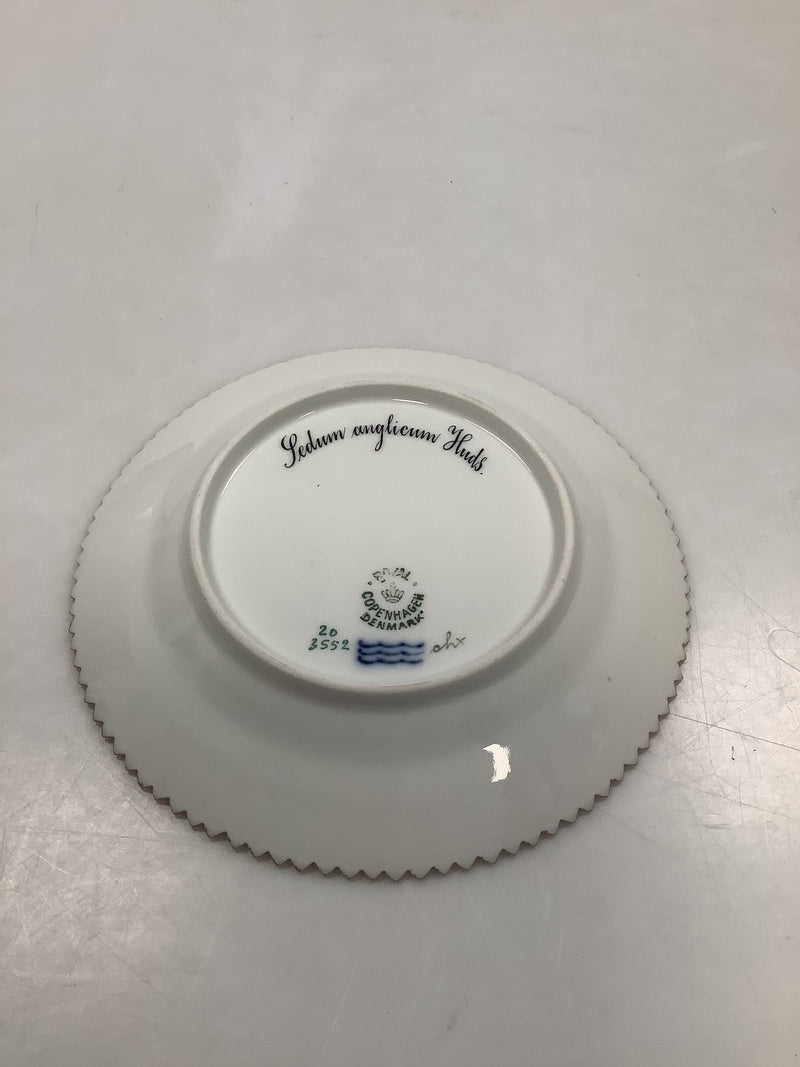 Sedum anglicum Huds.
ROYAL
COPENHAGEN
DENMARK
20
3552